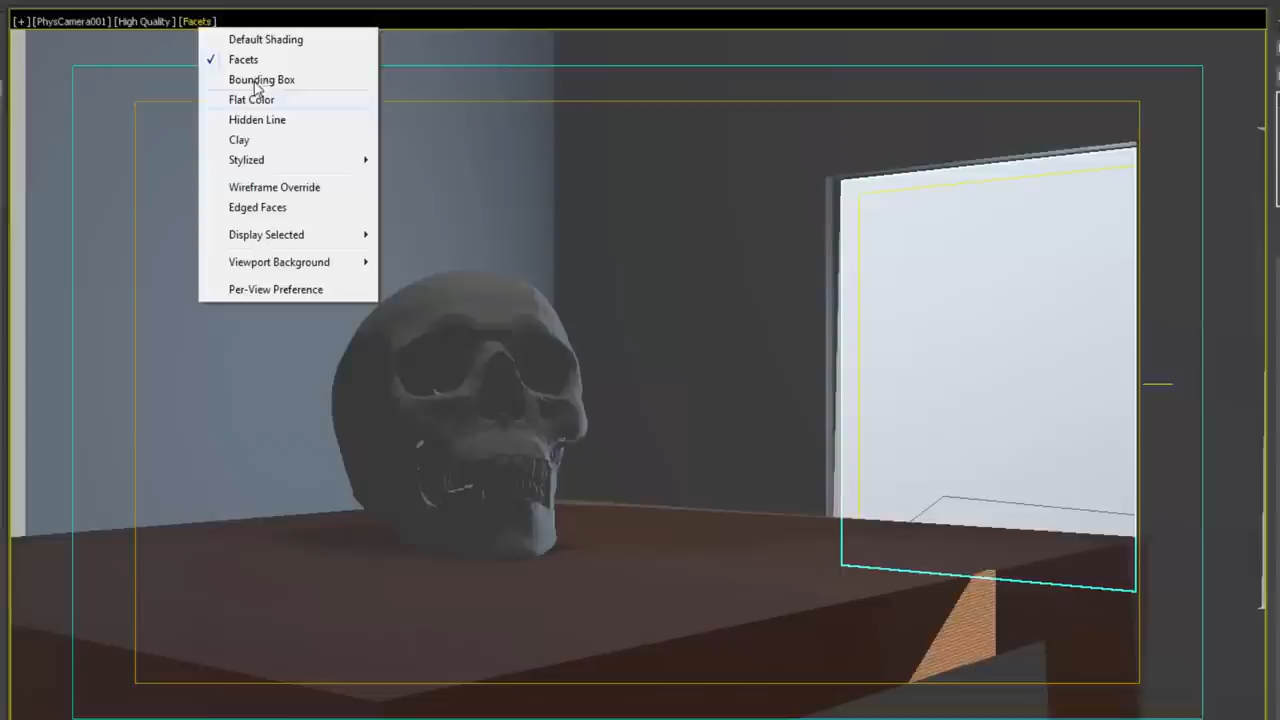 [+] [PhysCamera001] [High Quality] [Facets]
Default Shading
✓ Facets
Bounding Box
Flat Color
Hidden Line
Clay
Stylized
Wireframe Override
Edged Faces
Display Selected
Viewport Background
Per-View Preference